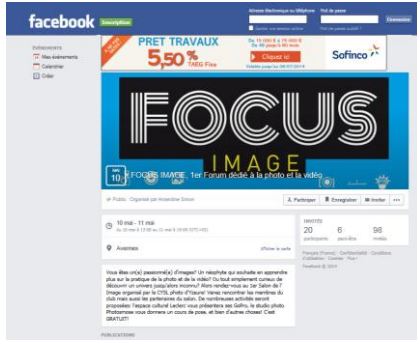 facebook
Inscription
Adresse électronique ou téléphone
Mot de passe
Connexion
ÉVÉNEMENTS
Mes événements
Calendrier
Créer
PRET TRAVAUX
5,50 %
TAEG Fixe
Cliquez ici
Sofinco
FOCUS
IMAGE
10
FOCUS IMAGE, 1er Forum dédié à la photo et la vidéo
Public · Organisé par
Participer
Enregistrer
Inviter
10 mai - 11 mai
Avermes
Afficher la carte
INVITÉS
20
6
98
participants
peut-être
invités
Français (France) · Confidentialité · Conditions
d'utilisation · Cookies · Plus
Facebook © 2014
Vous êtes un(e) passionné(e) d'images? Un néophyte qui souhaite en apprendre
plus sur la pratique de la photo et de la vidéo? Ou tout simplement curieux de
découvrir un univers jusqu'alors inconnu? Alors rendez-vous au 1er Salon de l'
Image organisé par le CYSL photo d'Yzeure! Venez rencontrer les membres du
club mais aussi les partenaires du salon. De nombreuses activités seront
proposées: l'espace culturel Leclerc vous présentera ses GoPro, le studio photo
Photomose vous donnera un cours de pose, et bien d'autres choses! C'est
GRATUIT!
PUBLICATIONS